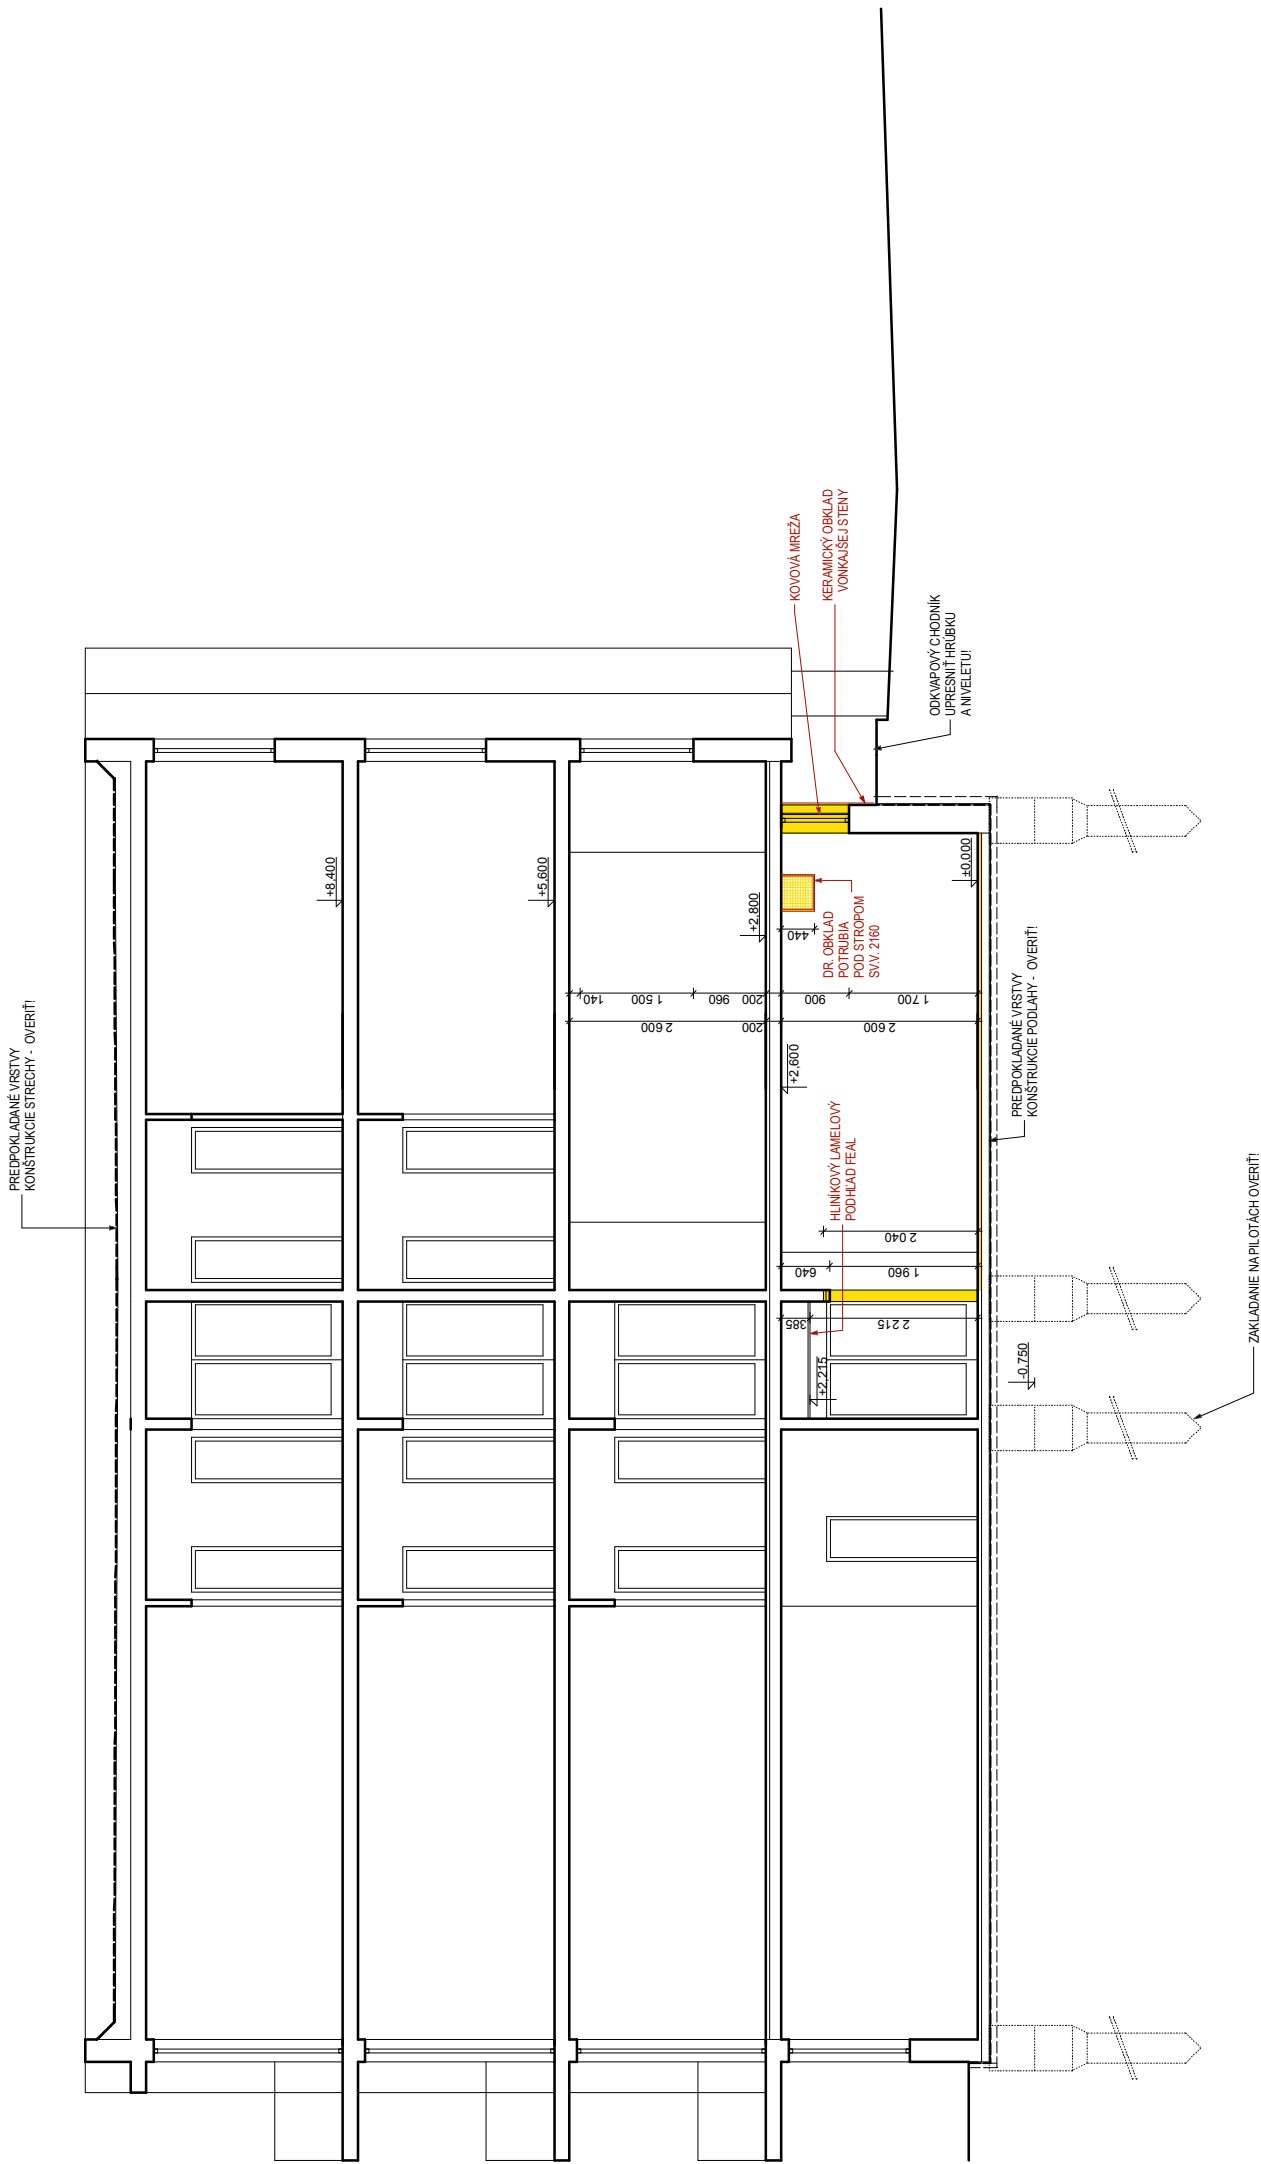 PREDPOKLADANÉ VRSTVY
KONŠTRUKCIE STRECHY - OVERIŤ!
+8,400
+5,600
+2,800
KOVOVÁ MREŽA
KERAMICKÝ OBKLAD
VONKAJŠEJ STENY
ODKVAPOVÝ CHODNÍK
UPRESNIŤ HRÚBKU
A NIVELETU!
±0,000
440
DR. OBKLAD
POTRUBIA
POD STROPOM
SV.V. 2160
140
1 500
960
200
900
1 700
2 600
200
2 600
+2,600
PREDPOKLADANÉ VRSTVY
KONŠTRUKCIE PODLAHY - OVERIŤ!
HLINÍKOVÝ LAMELOVÝ
PODHĽAD FEAL
2 040
640
1 960
385
2 215
+2,215
-0,750
ZAKLADANIE NA PILOTÁCH OVERIŤ!